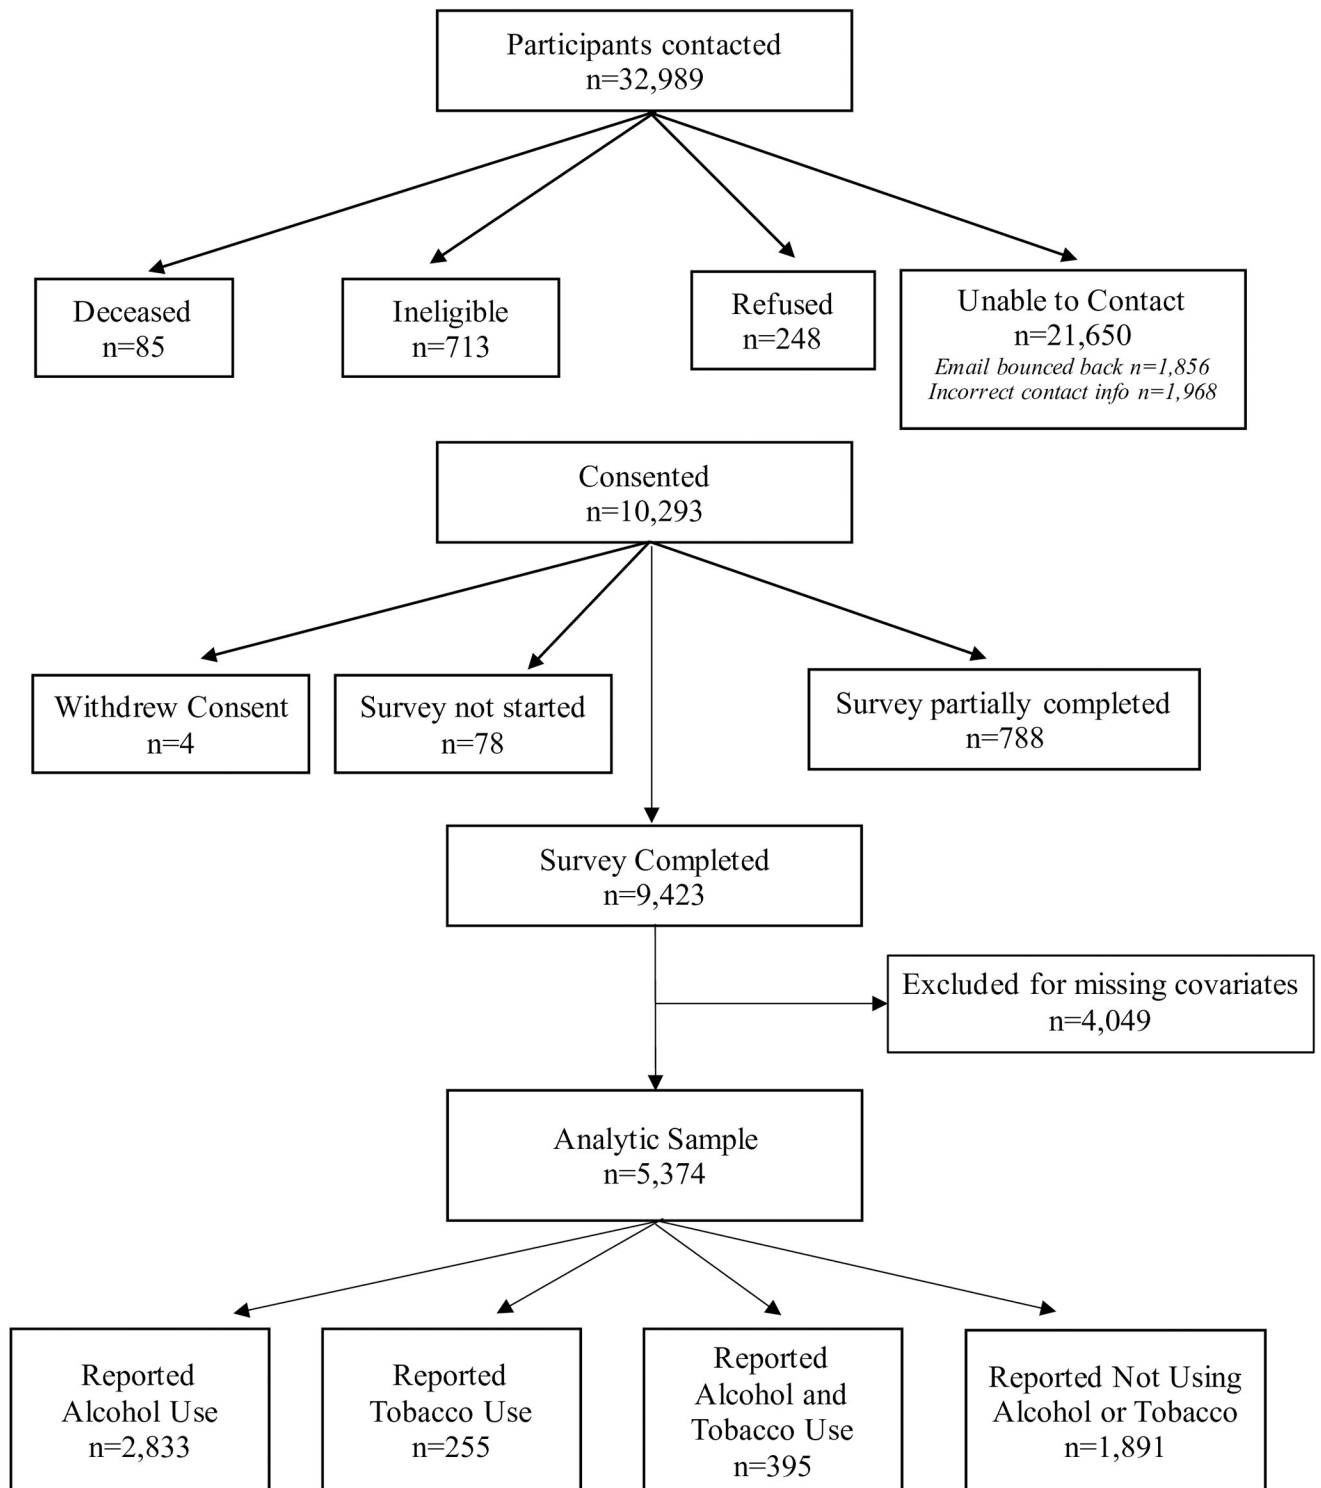 Participants contacted
n=32,989
Deceased
n=85
Ineligible
n=713
Refused
n=248
Unable to Contact
n=21,650
Email bounced back n=1,856
Incorrect contact info n=1,968
Consented
n=10,293
Withdrew Consent
n=4
Survey not started
n=78
Survey partially completed
n=788
Survey Completed
n=9,423
Excluded for missing covariates
n=4,049
Analytic Sample
n=5,374
Reported
Alcohol Use
n=2,833
Reported
Tobacco Use
n=255
Reported
Alcohol and
Tobacco Use
n=395
Reported Not Using
Alcohol or Tobacco
n=1,891